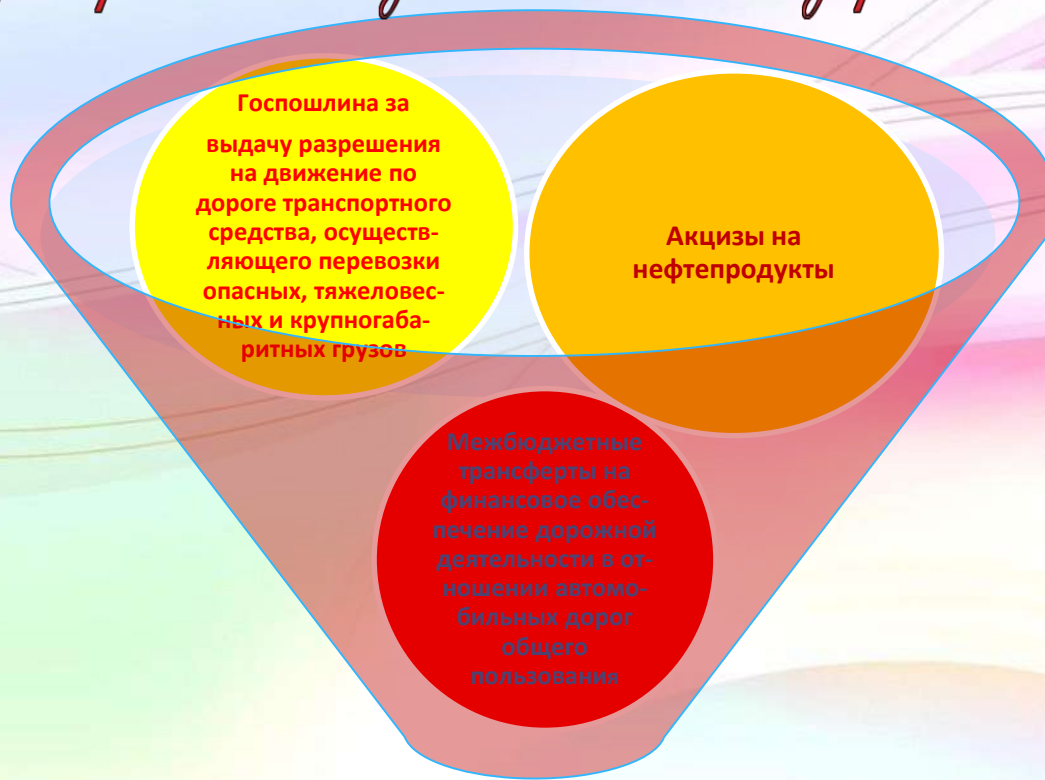 Госпошлина за
выдачу разрешения
на движение по
дороге транспортного
средства, осуществ-
ляющего перевозки
опасных, тяжеловес-
ных и крупногаба-
ритных грузов
Акцизы на
нефтепродукты
Межбюджетные
трансферты на
финансовое обес-
печение дорожной
деятельности в от-
ношении автомо-
бильных дорог
общего
пользования